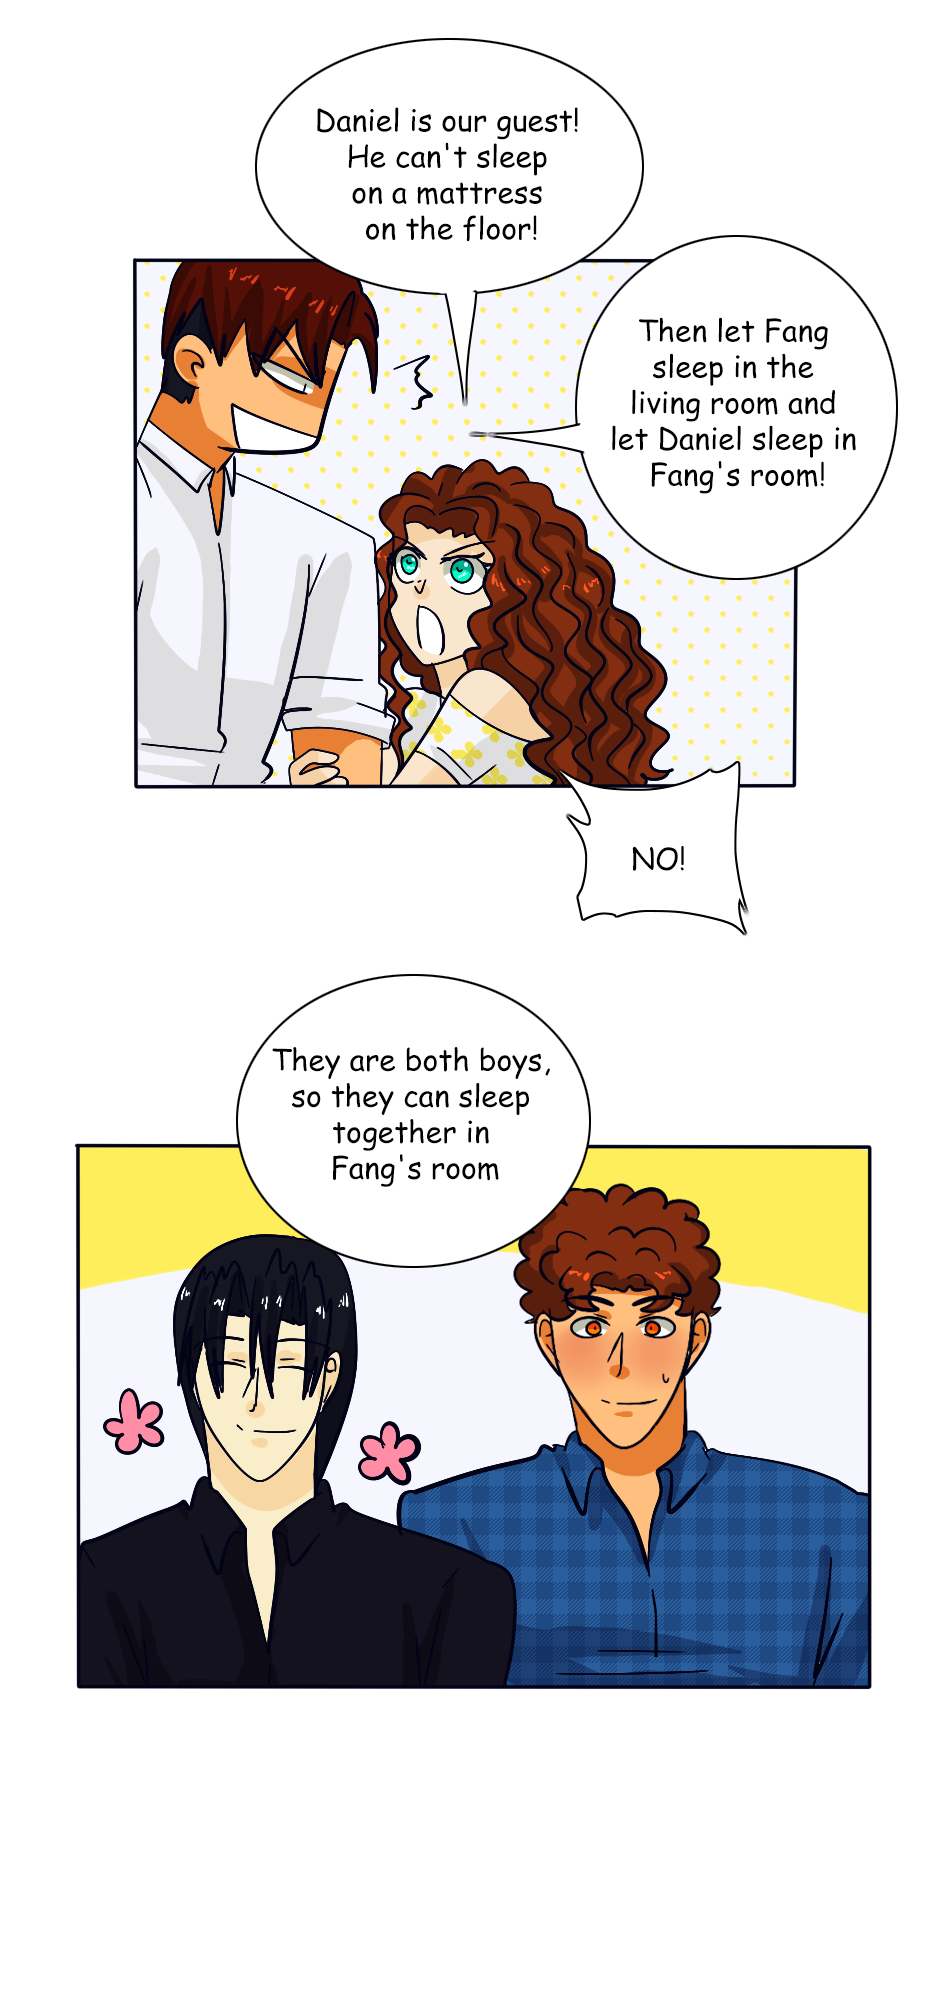 Daniel is our guest!
He can't sleep
on a mattress
on the floor!
Then let Fang
sleep in the
living room and
let Daniel sleep in
Fang's room!
NO!
They are both boys,
so they can sleep
together in
Fang's room